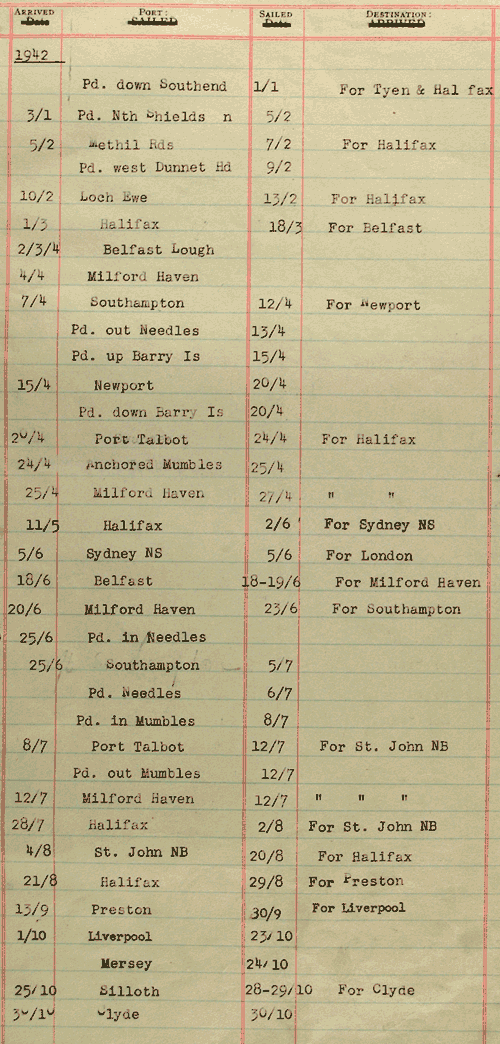 ARRIVED PORT: SAILED DESTINATION:
Date SAILED Date ARRIVED
1942
Pd. down Southend 1/1 For Tyen & Hal fax
3/1 Pd. Nth Shields n 5/2
5/2 Methil Rds 7/2 For Halifax
Pd. west Dunnet Hd 9/2
10/2 Loch Ewe 13/2 For Halifax
1/3 Halifax 18/3 For Belfast
2/3/4 Belfast Lough
4/4 Milford Haven
7/4 Southampton 12/4 For Newport
Pd. out Needles 13/4
Pd. up Barry Is 15/4
15/4 Newport 20/4
Pd. down Barry Is 20/4
20/4 Port Talbot 24/4 For Halifax
24/4 Anchored Mumbles 25/4
25/4 Milford Haven 27/4 " "
11/5 Halifax 2/6 For Sydney NS
5/6 Sydney NS 5/6 For London
18/6 Belfast 18-19/6 For Milford Haven
20/6 Milford Haven 23/6 For Southampton
25/6 Pd. in Needles
25/6 Southampton 5/7
Pd. Needles 6/7
Pd. in Mumbles 8/7
8/7 Port Talbot 12/7 For St. John NB
Pd. out Mumbles 12/7
12/7 Milford Haven 12/7 " " "
28/7 Halifax 2/8 For St. John NB
4/8 St. John NB 20/8 For Halifax
21/8 Halifax 29/8 For Preston
13/9 Preston 30/9 For Liverpool
1/10 Liverpool 23/10
Mersey 24/10
25/10 Silloth 28-29/10 For Clyde
30/10 Clyde 30/10